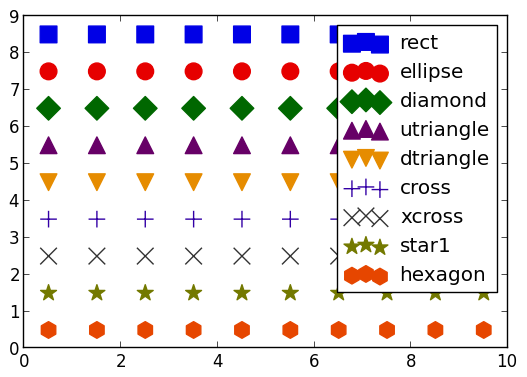 9
8
7
6
5
4
3
2
1
0
rect
ellipse
diamond
utriangle
dtriangle
cross
xcross
star1
hexagon
0 2 4 6 8 10